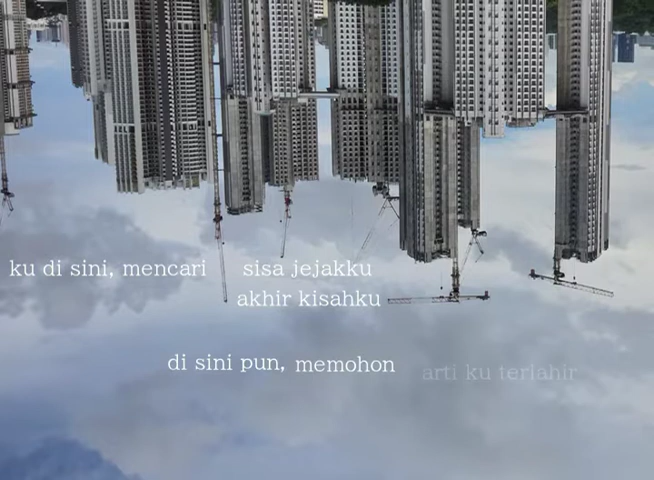 ku di sini, mencari sisa jejakku
akhir kisahku
di sini pun, memohon arti ku terlahir